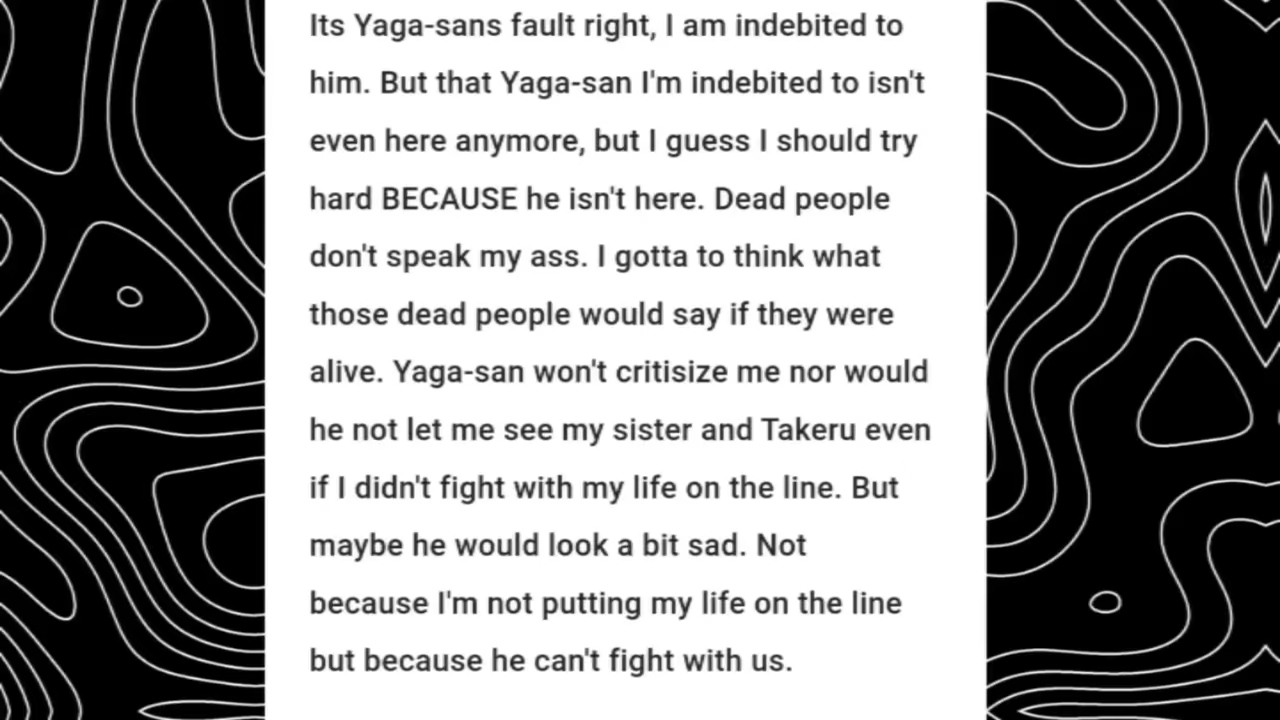 Its Yaga-sans fault right, I am indebited to
him. But that Yaga-san I'm indebited to isn't
even here anymore, but I guess I should try
hard BECAUSE he isn't here. Dead people
don't speak my ass. I gotta to think what
those dead people would say if they were
alive. Yaga-san won't critisize me nor would
he not let me see my sister and Takeru even
if I didn't fight with my life on the line. But
maybe he would look a bit sad. Not
because I'm not putting my life on the line
but because he can't fight with us.